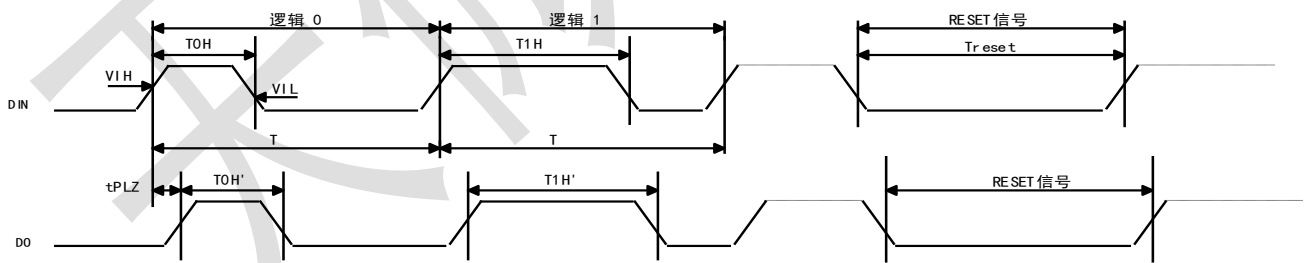 逻辑 0
逻辑 1
RESET信号
T0H
T1H
Treset
VIH
VIL
DIN
T
T
tPLZ
T0H'
T1H'
RESET信号
DO